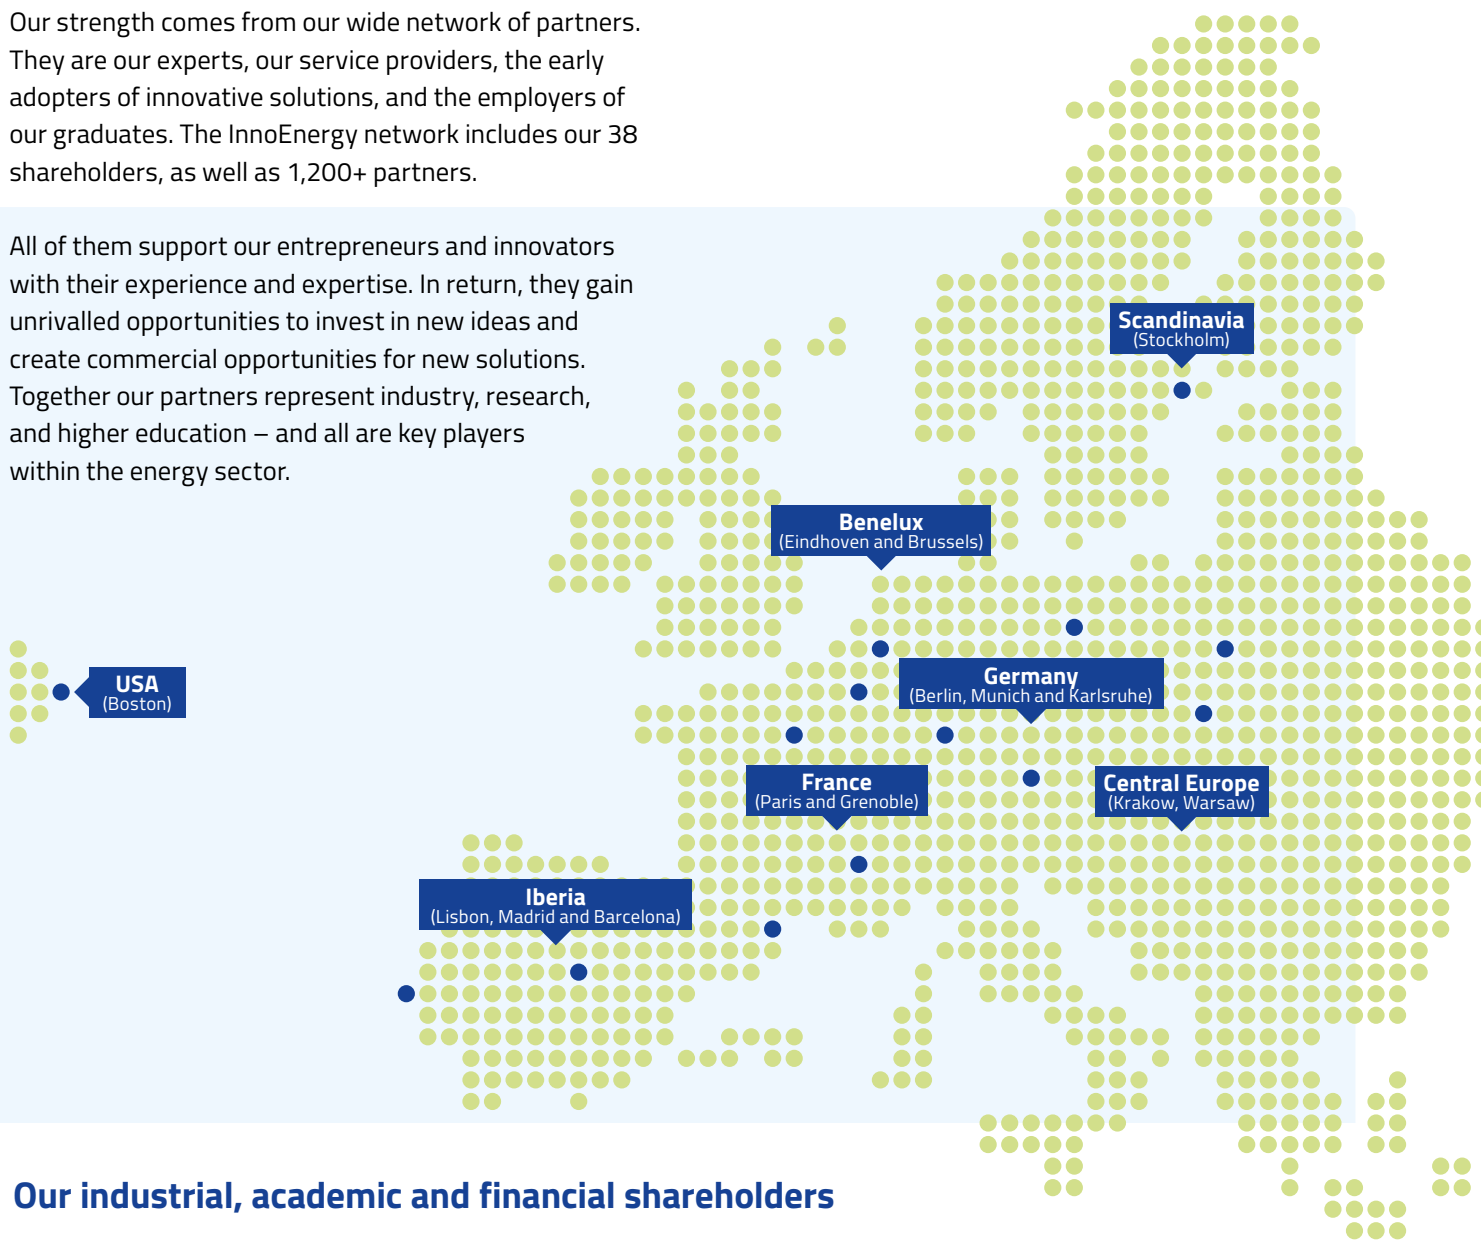 Our strength comes from our wide network of partners.
They are our experts, our service providers, the early
adopters of innovative solutions, and the employers of
our graduates. The InnoEnergy network includes our 38
shareholders, as well as 1,200+ partners.
All of them support our entrepreneurs and innovators
with their experience and expertise. In return, they gain
unrivalled opportunities to invest in new ideas and
create commercial opportunities for new solutions.
Together our partners represent industry, research,
and higher education – and all are key players
within the energy sector.
Scandinavia
(Stockholm)
Benelux
(Eindhoven and Brussels)
USA
(Boston)
Germany
(Berlin, Munich and Karlsruhe)
France
(Paris and Grenoble)
Central Europe
(Krakow, Warsaw)
Iberia
(Lisbon, Madrid and Barcelona)
Our industrial, academic and financial shareholders